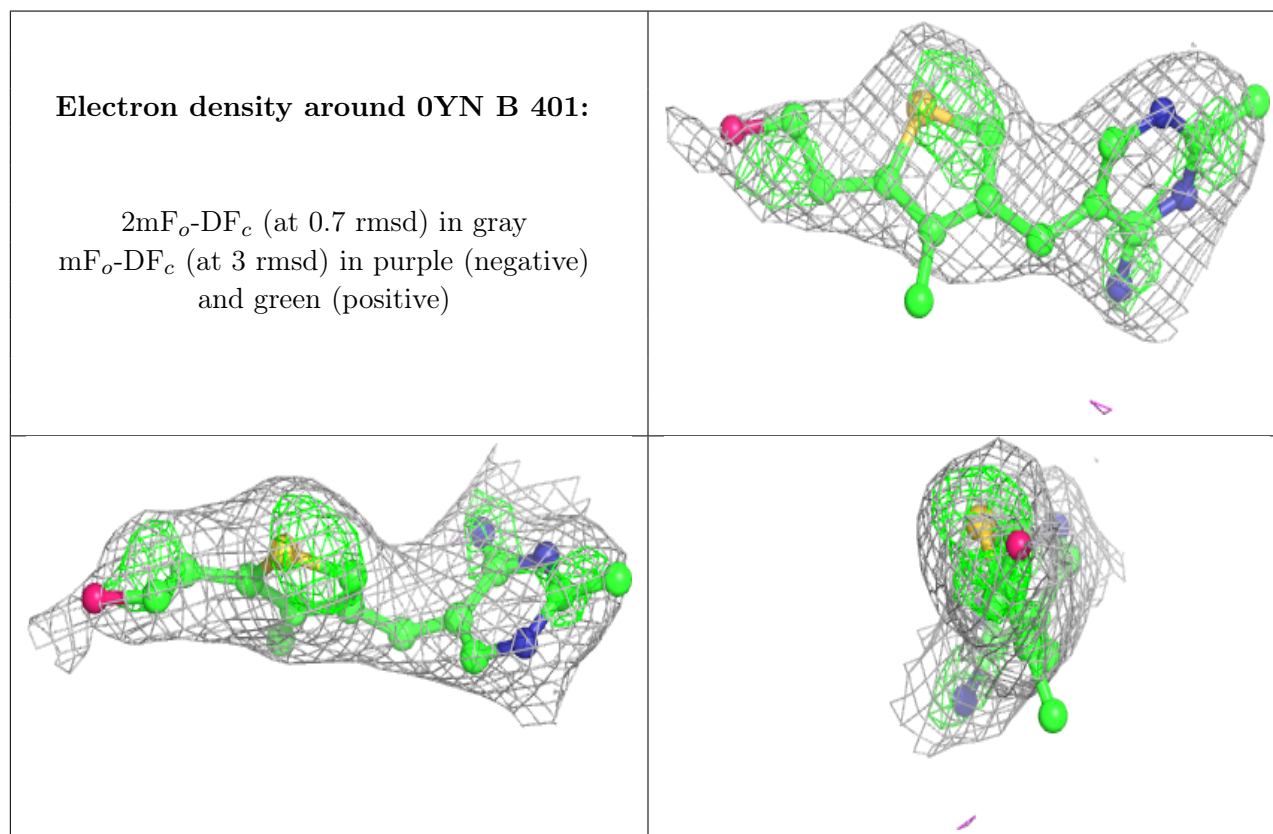 Electron density around 0YN B 401:
2mFo-DFc (at 0.7 rmsd) in gray
mFo-DFc (at 3 rmsd) in purple (negative)
and green (positive)